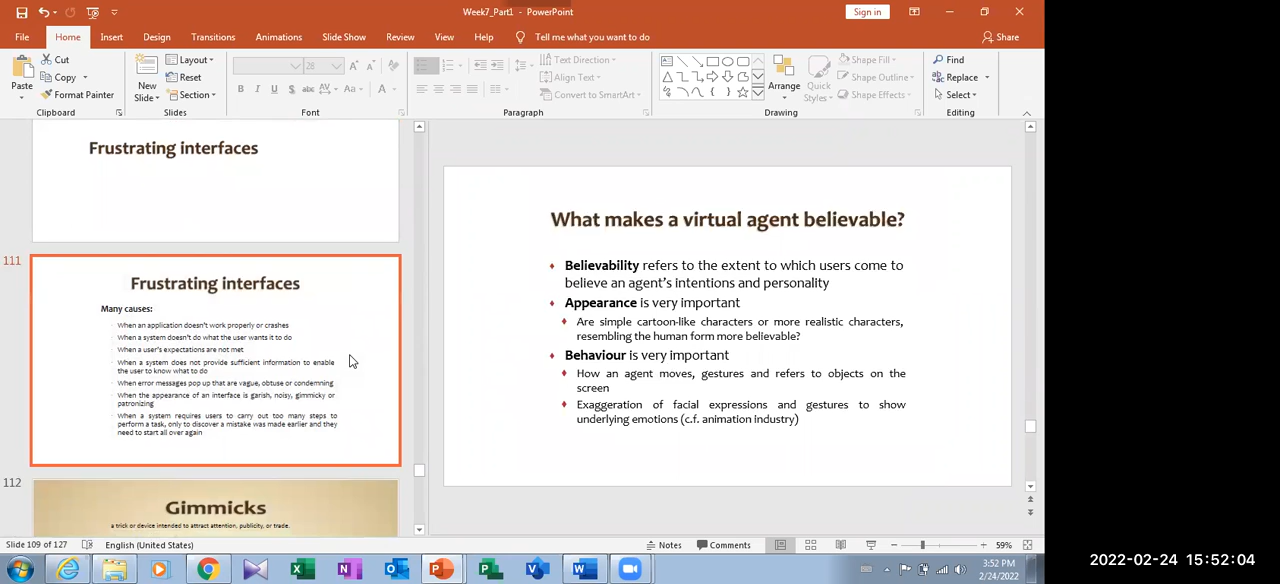 Week7_Part1 - PowerPoint
Sign in
File Home Insert Design Transitions Animations Slide Show Review View Help Tell me what you want to do Share
Paste
Cut
Copy
Format Painter
Clipboard
New
Slide
Layout
Reset
Section
Slides
28
B I U S abc AV Aa A
Font
Text Direction
Align Text
Convert to SmartArt
Paragraph
Arrange
Quick
Styles
Shape Fill
Shape Outline
Shape Effects
Drawing
Find
Replace
Select
Editing
Frustrating interfaces
111
Frustrating interfaces
Many causes:
When an application doesn't work properly or crashes
When a system doesn't do what the user wants it to do
When a user's expectations are not met
When a system does not provide sufficient information to enable
the user to know what to do
When error messages pop up that are vague, obtuse or condemning
When the appearance of an interface is garish, noisy, gimmicky or
patronizing
When a system requires users to carry out too many steps to
perform a task, only to discover a mistake was made earlier and they
need to start all over again
112
Gimmicks
a trick or device intended to attract attention, publicity, or trade.
What makes a virtual agent believable?
Believability refers to the extent to which users come to
believe an agent's intentions and personality
Appearance is very important
Are simple cartoon-like characters or more realistic characters,
resembling the human form more believable?
Behaviour is very important
How an agent moves, gestures and refers to objects on the
screen
Exaggeration of facial expressions and gestures to show
underlying emotions (c.f. animation industry)
Slide 109 of 127 English (United States) Notes Comments 59%
3:52 PM
2/24/2022
2022-02-24 15:52:04